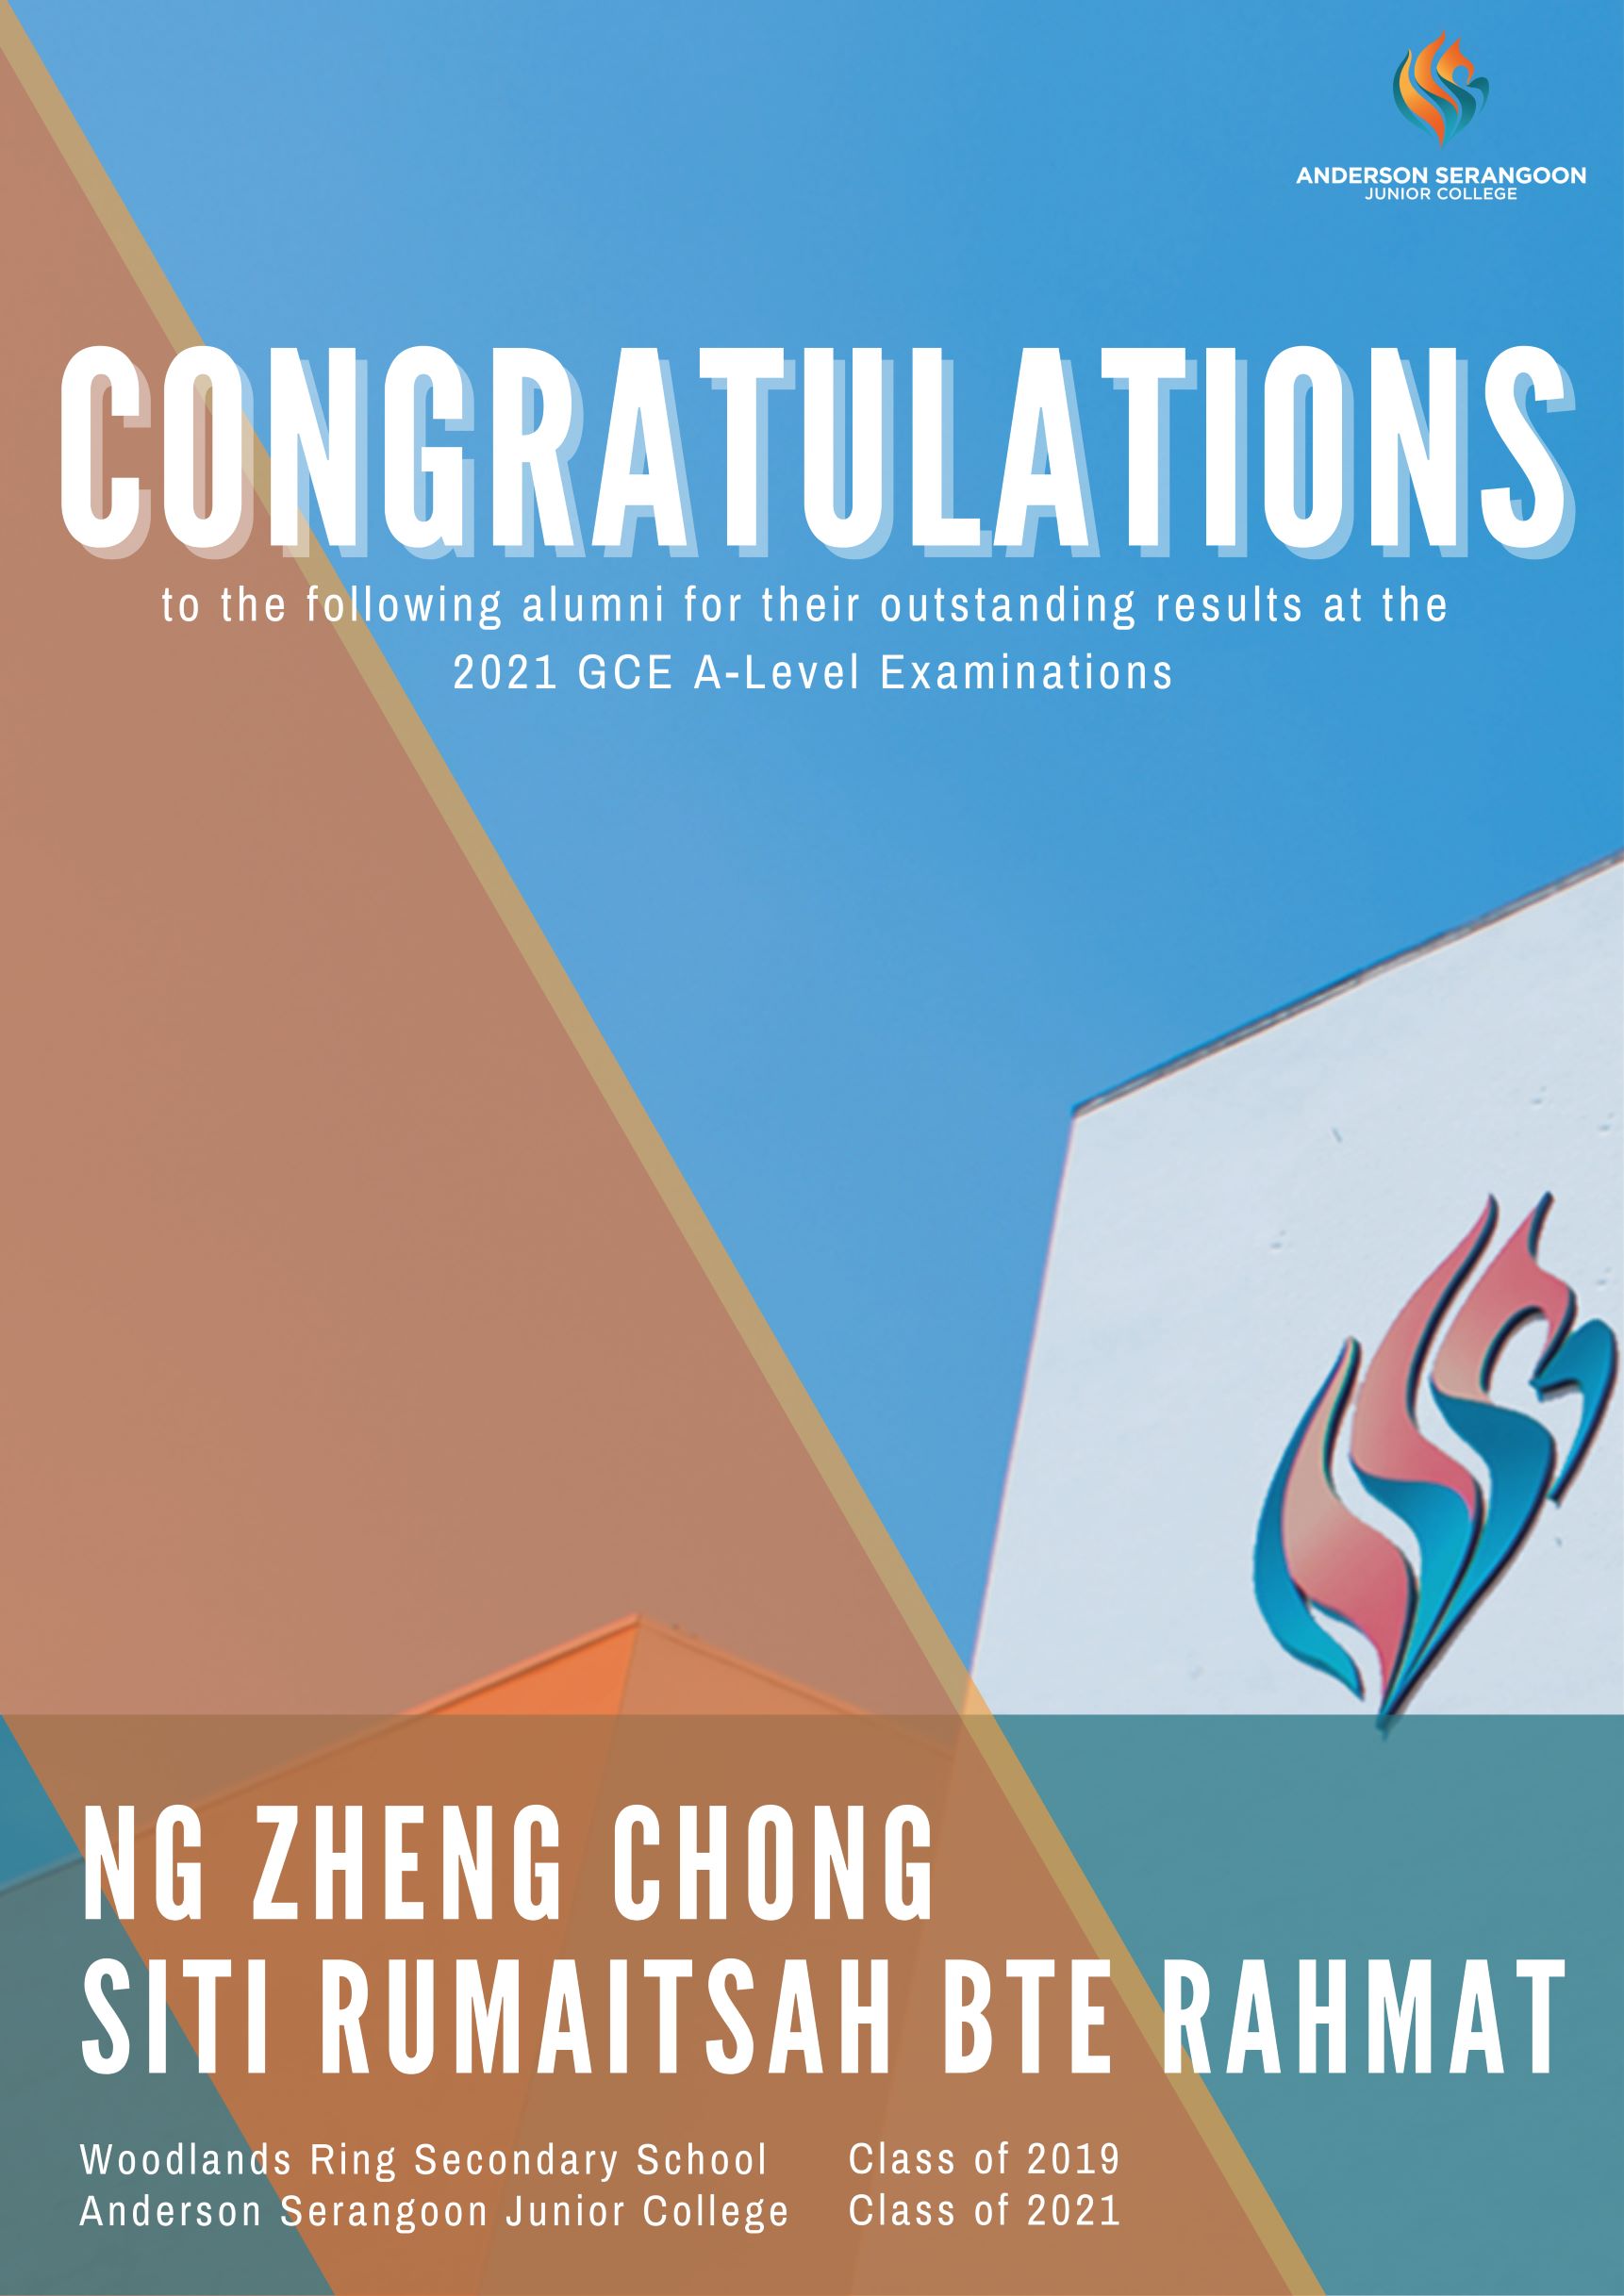 ANDERSON SERANGOON
JUNIOR COLLEGE
CONGRATULATIONS
to the following alumni for their outstanding results at the
2021 GCE A-Level Examinations
NG ZHENG CHONG
SITI RUMAITSAH BTE RAHMAT
Woodlands Ring Secondary School Class of 2019
Anderson Serangoon Junior College Class of 2021